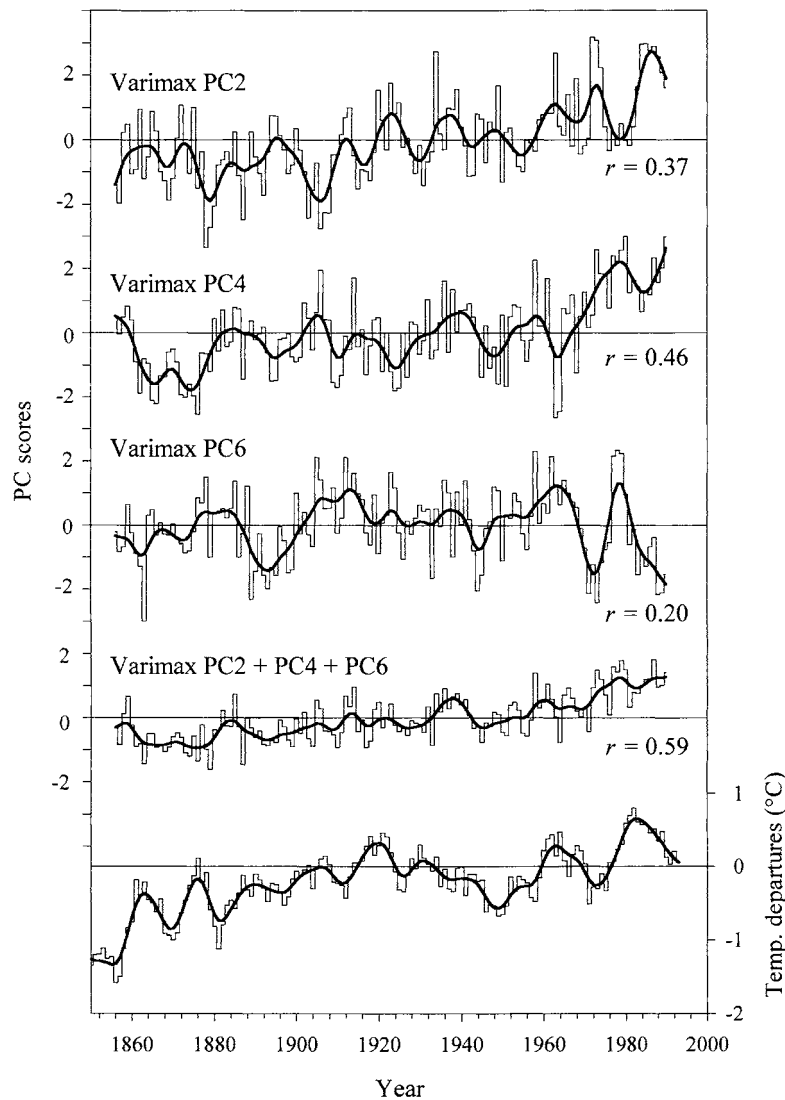 Varimax PC2
2
0
-2
r = 0.37
Varimax PC4
2
0
-2
r = 0.46
PC scores
Varimax PC6
2
0
-2
r = 0.20
Varimax PC2 + PC4 + PC6
2
0
-2
r = 0.59
1
0
-1
-2
Temp. departures (°C)
1860 1880 1900 1920 1940 1960 1980 2000
Year